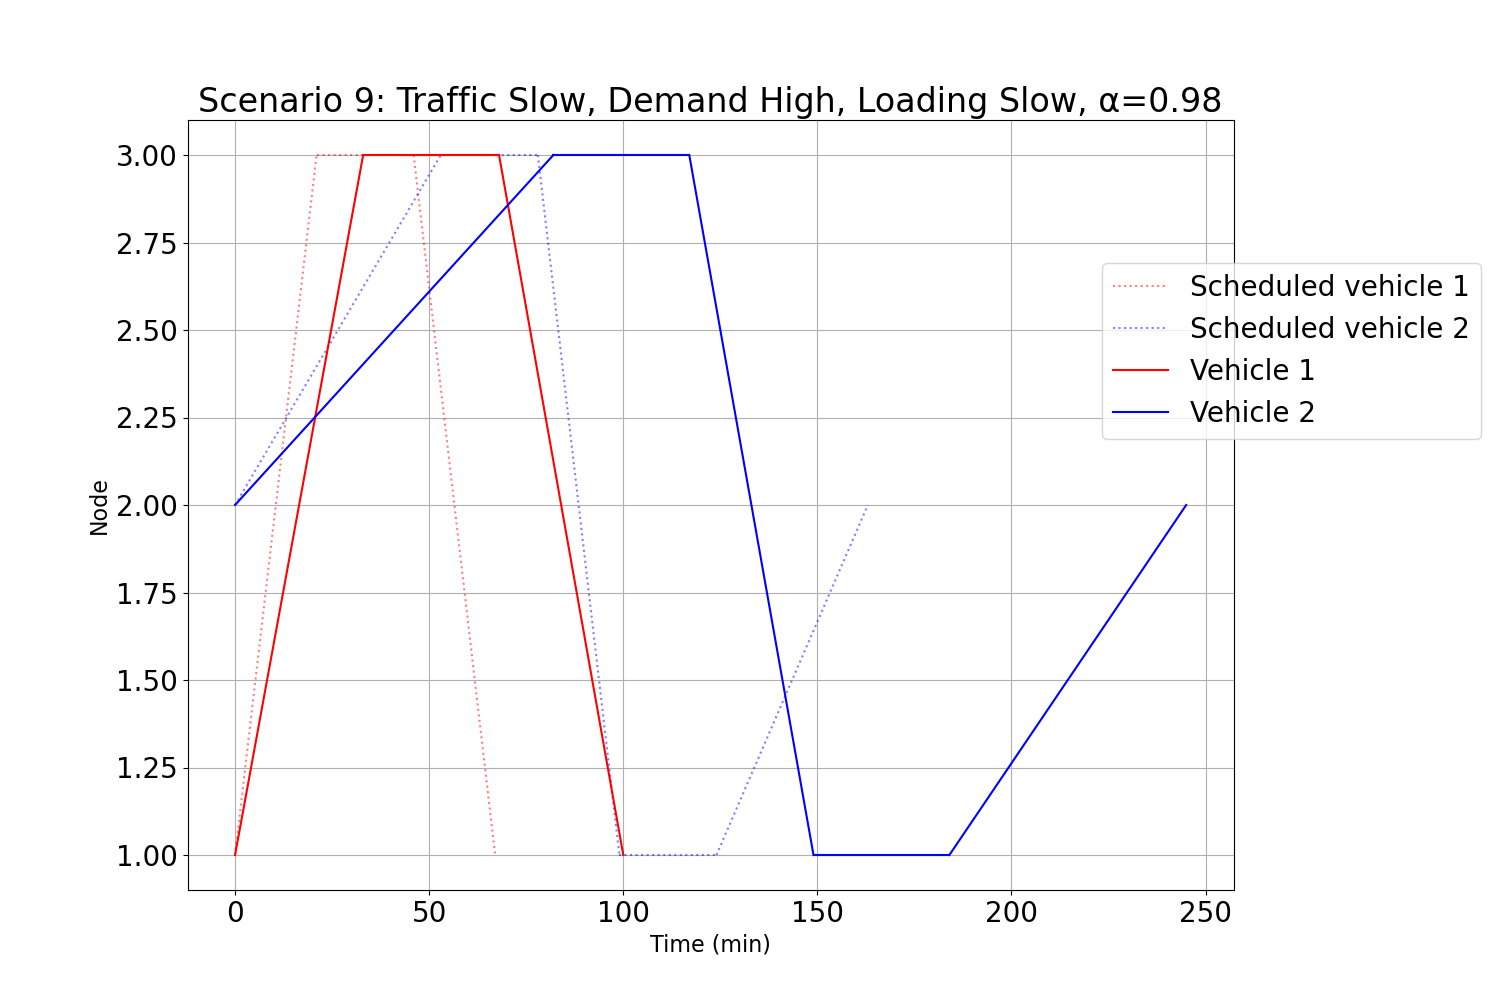 Scenario 9: Traffic Slow, Demand High, Loading Slow, α=0.98
3.00
2.75
2.50
2.25
2.00
1.75
1.50
1.25
1.00
Node
0 50 100 150 200 250
Time (min)
Scheduled vehicle 1
Scheduled vehicle 2
Vehicle 1
Vehicle 2